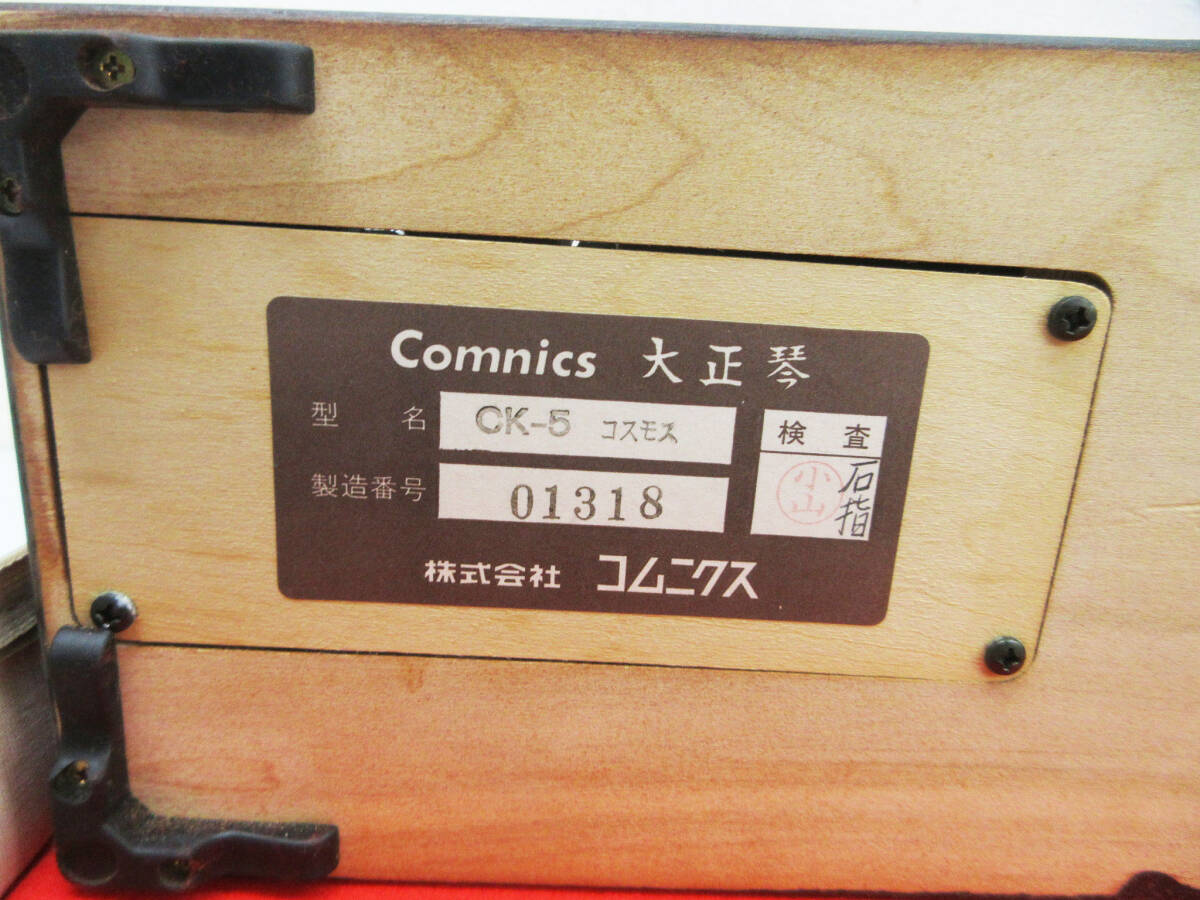 Comnics 大正琴
型名 CK-5 コスモス
検査
製造番号 01318
小山
石指
株式会社 コムニクス